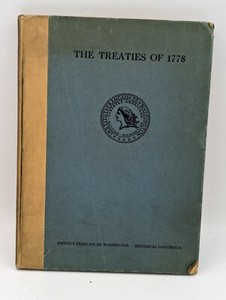 THE TREATIES OF 1778
INSTITUT FRANÇAIS DE WASHINGTON – HISTORICAL DOCUMENTS